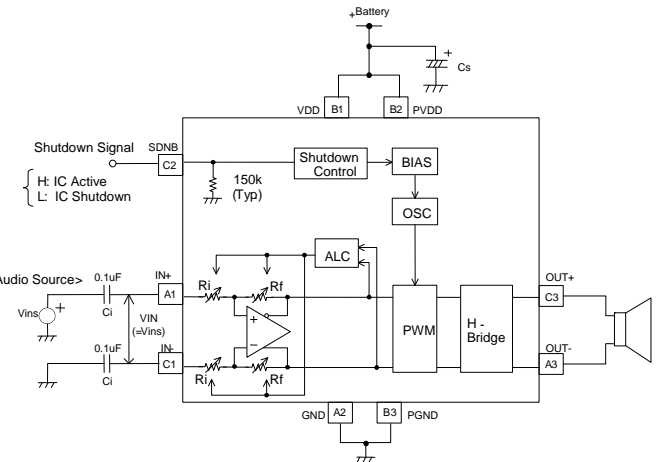 +Battery
+
Cs
VDD B1 B2 PVDD
Shutdown Signal SDNB
C2
H: IC Active
L: IC Shutdown
150k
(Typ)
Shutdown
Control
BIAS
OSC
ALC
Audio Source>
0.1uF
Ci
IN+
A1
Ri Rf
Vins +
VIN
(=Vins)
+
−
PWM
H -
Bridge
OUT+
C3
0.1uF
Ci
IN-
C1
Ri Rf
OUT-
A3
GND A2 B3 PGND